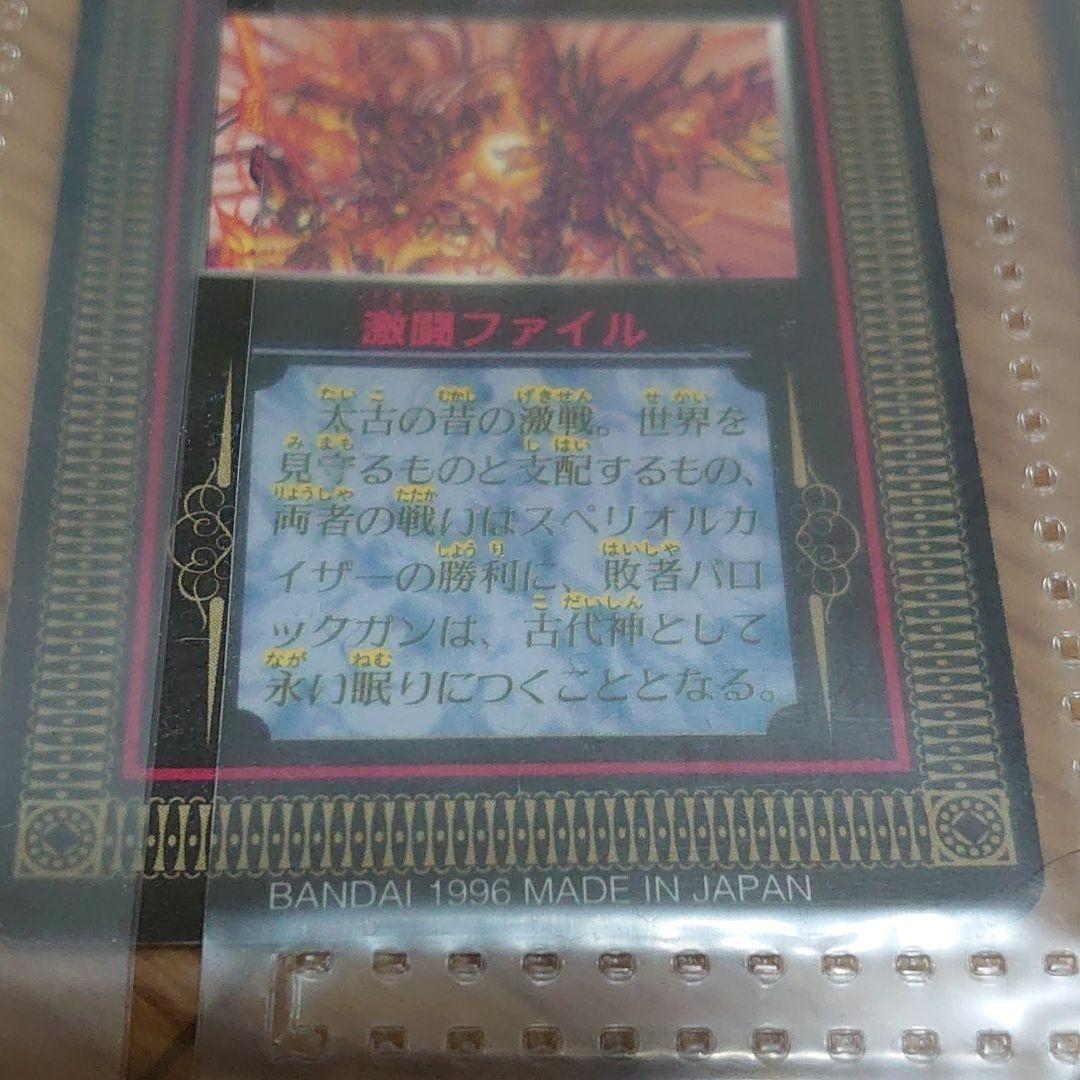 激闘ファイル
太古の昔の激戦。世界を
見守るものと支配するもの、
両者の戦いはスペリオルカ
イザーの勝利に、敗者バロ
ックガンは、古代神として
永い眠りにつくこととなる。
BANDAI 1996 MADE IN JAPAN